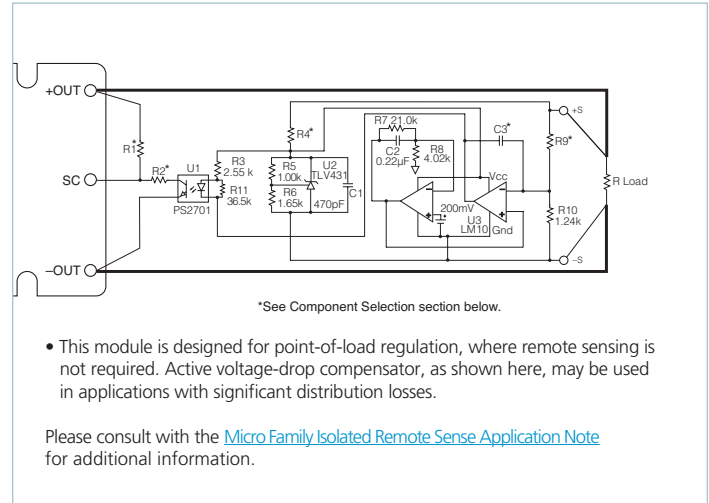 +OUT
R1*
SC
R2*
U1
PS2701
R3
2.55 k
R11
36.5k
–OUT
R4*
R5
1.00k
R6
1.65k
U2
TLV431
470pF
C1
R7 21.0k
C2
0.22µF
R8
4.02k
200mV
Vcc
U3
LM10 Gnd
C3*
+S
R9*
R Load
R10
1.24k
–S
*See Component Selection section below.
• This module is designed for point-of-load regulation, where remote sensing is
not required. Active voltage-drop compensator, as shown here, may be used
in applications with significant distribution losses.
Please consult with the Micro Family Isolated Remote Sense Application Note
for additional information.